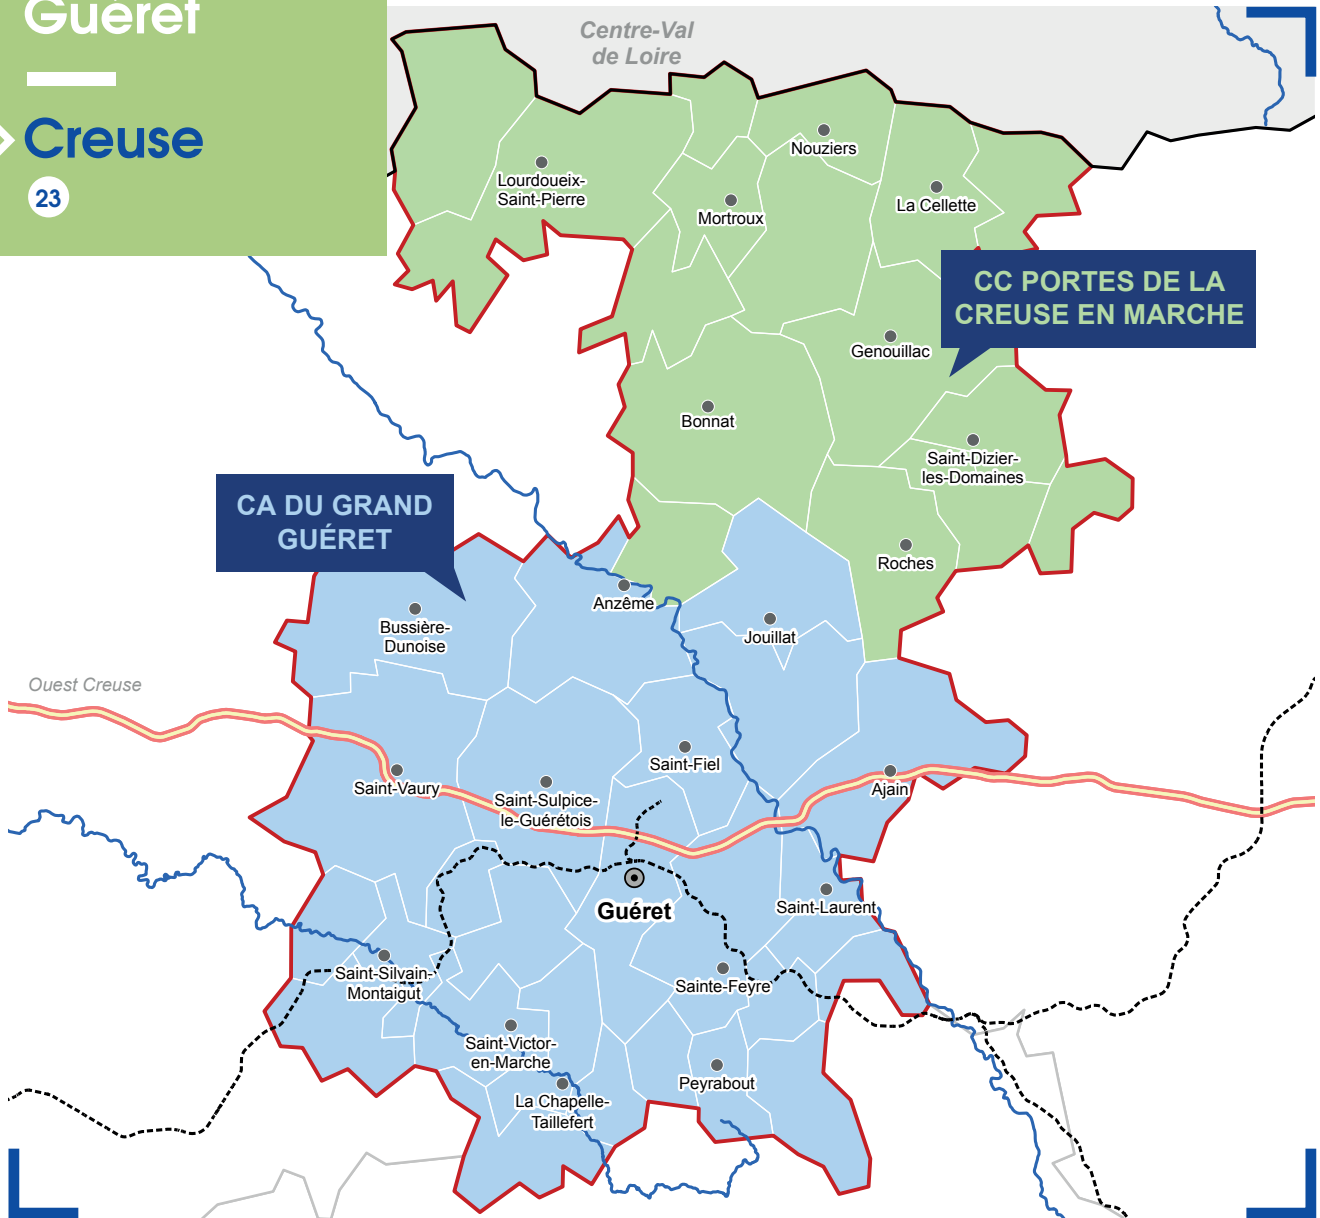 Guéret
Creuse
23
Centre-Val
de Loire
Nouziers
Lourdoueix-
Saint-Pierre
La Cellette
Mortroux
CC PORTES DE LA
CREUSE EN MARCHE
Genouillac
Bonnat
Saint-Dizier-
les-Domaines
CA DU GRAND
GUÉRET
Roches
Anzême
Bussière-
Dunoise
Jouillat
Ouest Creuse
Saint-Fiel
Saint-Vaury
Ajain
Saint-Sulpice-
le-Guérétois
Guéret
Saint-Laurent
Saint-Silvain-
Montaigut
Sainte-Feyre
Saint-Victor-
en-Marche
Peyrabout
La Chapelle-
Taillefert